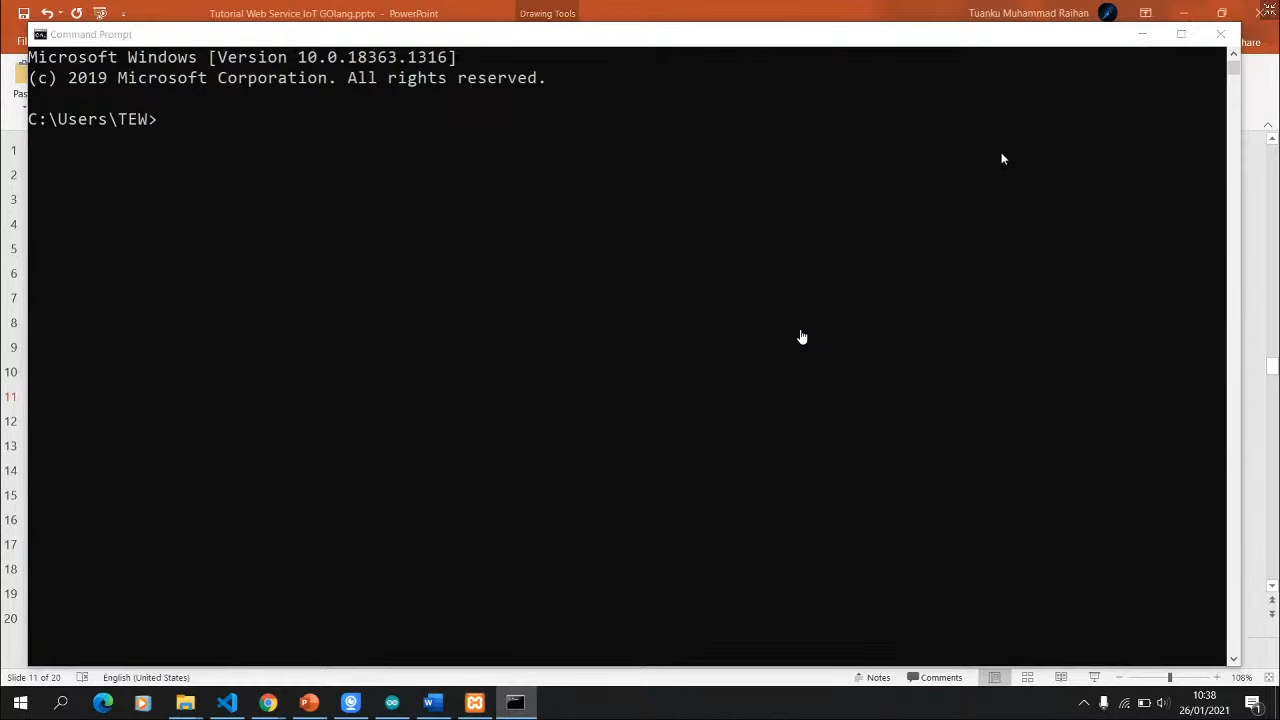 Tutorial Web Service IoT GOlang.pptx - PowerPoint
Drawing Tools
Tuanku Muhammad Raihan
Command Prompt
Microsoft Windows [Version 10.0.18363.1316]
(c) 2019 Microsoft Corporation. All rights reserved.
C:\Users\TEW>
1
2
3
4
5
6
7
8
9
10
11
12
13
14
15
16
17
18
19
20
Slide 11 of 20
English (United States)
Notes
Comments
108%
10:38
26/01/2021